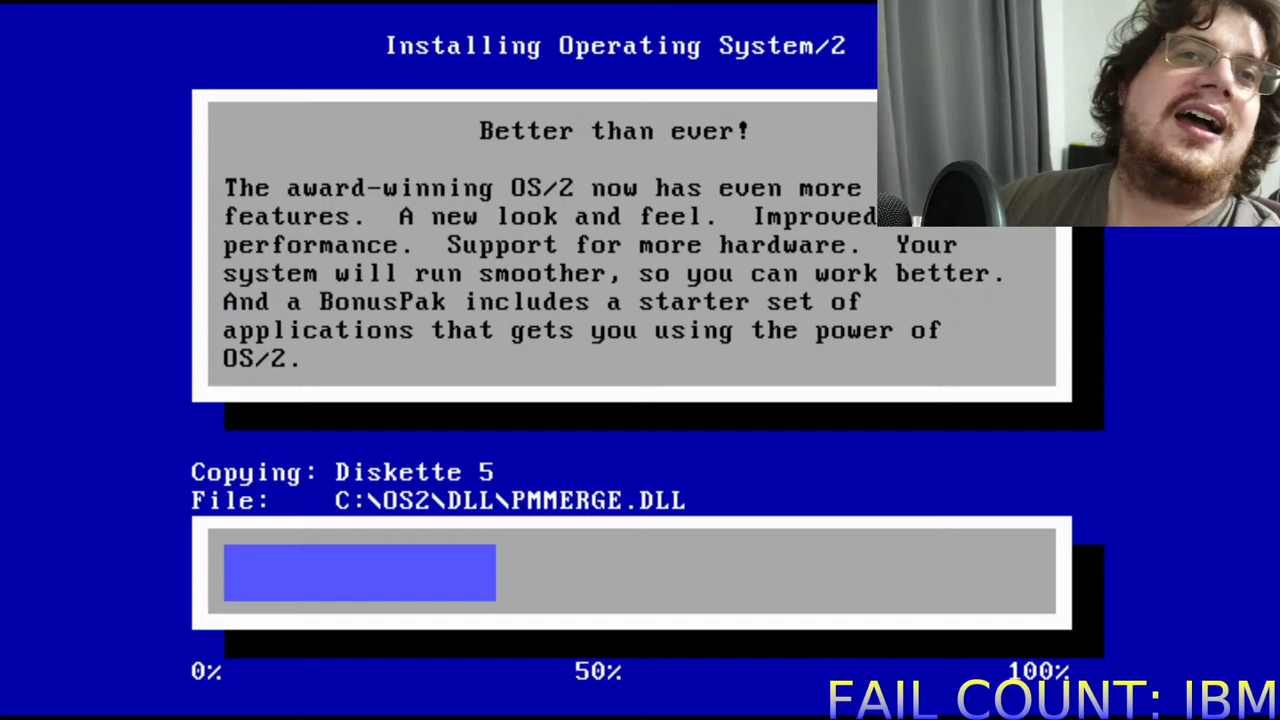 Installing Operating System/2
Better than ever!
The award-winning OS/2 now has even more
features.  A new look and feel.  Improved
performance.  Support for more hardware.  Your
system will run smoother, so you can work better.
And a BonusPak includes a starter set of
applications that gets you using the power of
OS/2.
Copying: Diskette 5
File:    C:\OS2\DLL\PMMERGE.DLL
0% 50% 100%
FAIL COUNT: IBM